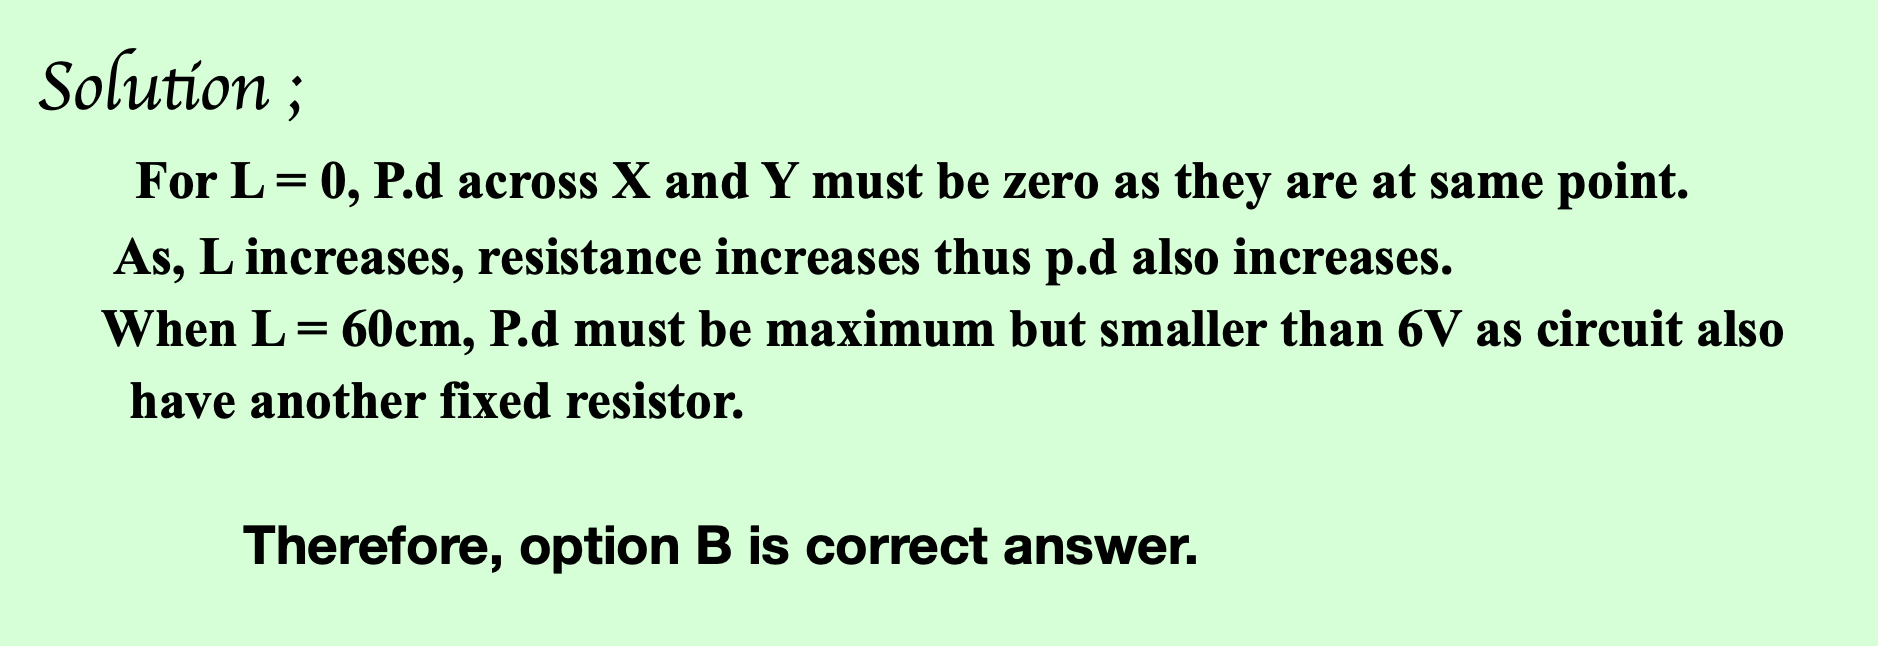 Solution ;
For L = 0, P.d across X and Y must be zero as they are at same point.
As, L increases, resistance increases thus p.d also increases.
When L = 60cm, P.d must be maximum but smaller than 6V as circuit also
have another fixed resistor.
Therefore, option B is correct answer.